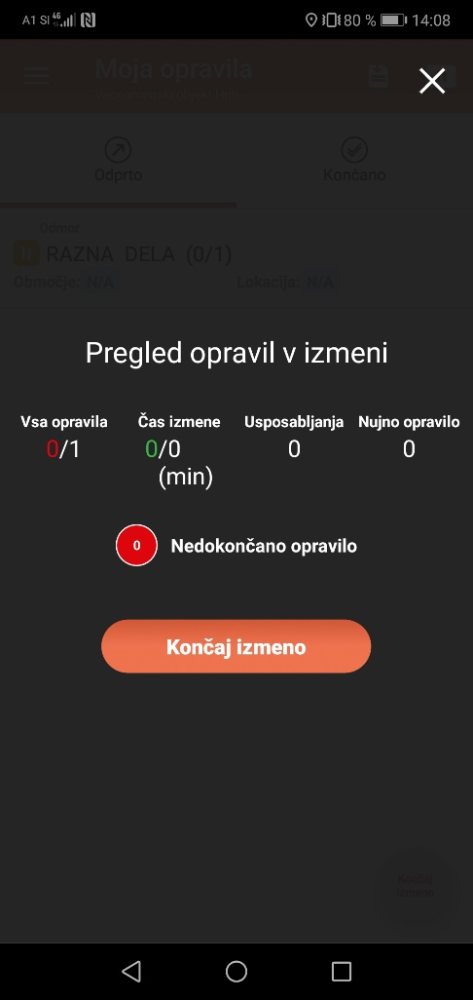 A1 SI 4G 80 % 14:08
Moja opravila
Odprto Končano
Odmor
RAZNA DELA (0/1)
Območje: N/A Lokacija: N/A
Pregled opravil v izmeni
Vsa opravila Čas izmene Usposabljanja Nujno opravilo
0/1 0/0 0 0
(min)
0 Nedokončano opravilo
Končaj izmeno
Končaj
izmeno